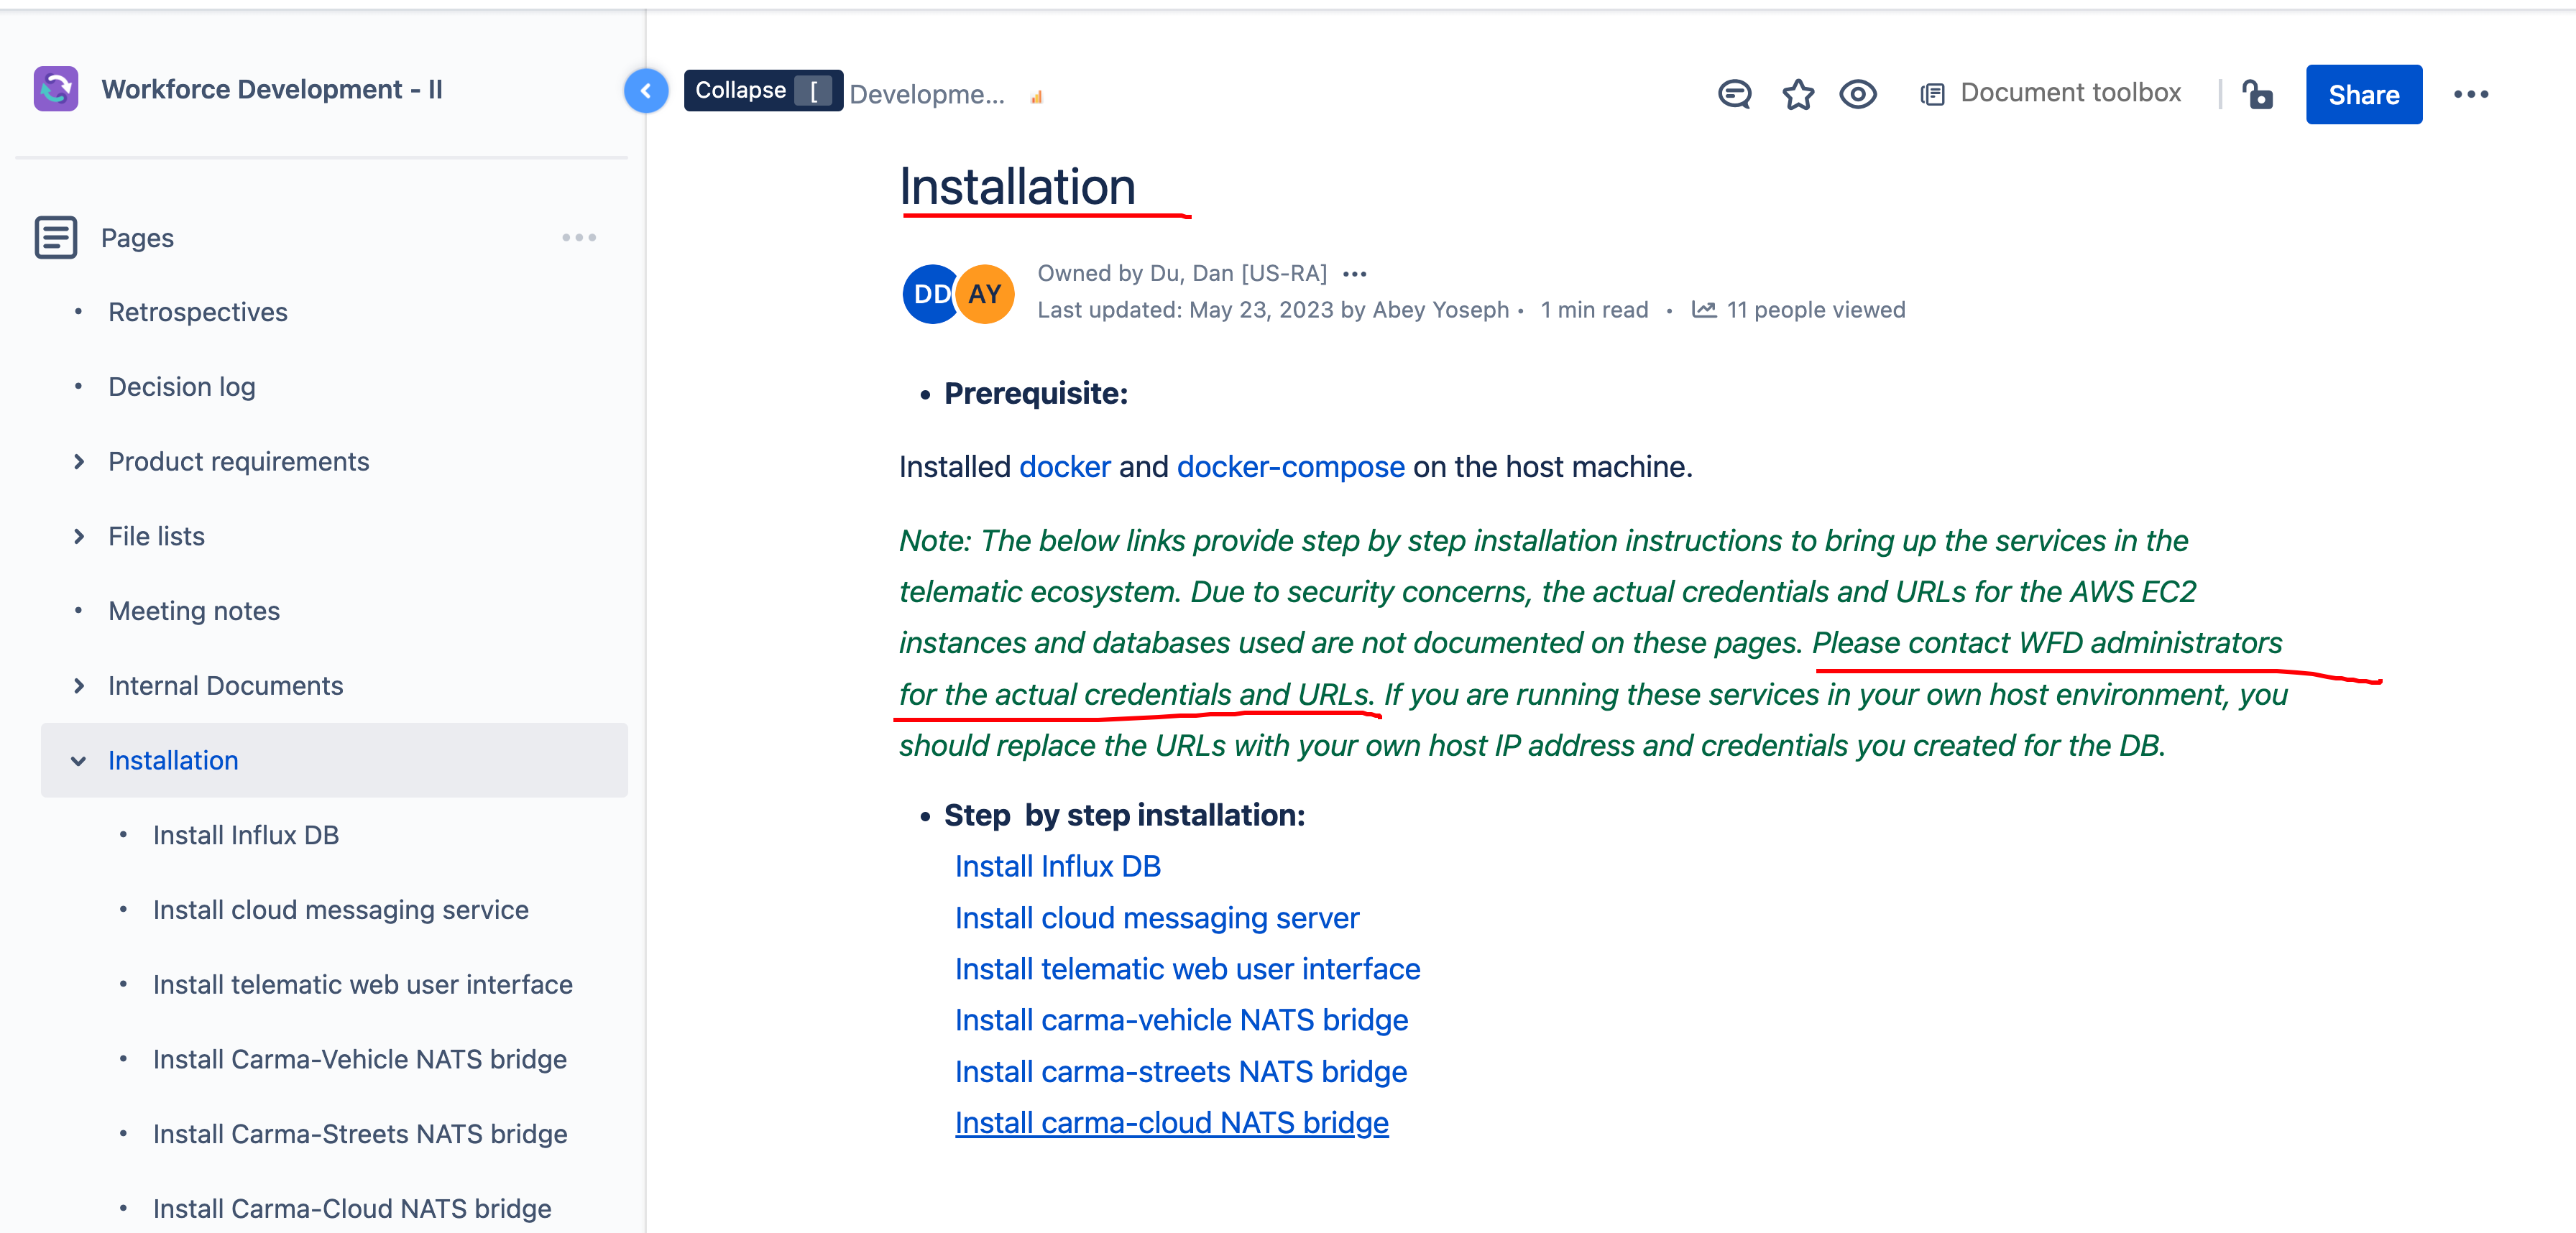 Workforce Development - II
Pages
Retrospectives
Decision log
Product requirements
File lists
Meeting notes
Internal Documents
Installation
Install Influx DB
Install cloud messaging service
Install telematic web user interface
Install Carma-Vehicle NATS bridge
Install Carma-Streets NATS bridge
Install Carma-Cloud NATS bridge
Collapse [ Developme...
Document toolbox
Share
Installation
DD AY
Owned by Du, Dan [US-RA]
Last updated: May 23, 2023 by Abey Yoseph • 1 min read • 11 people viewed
• Prerequisite:
Installed docker and docker-compose on the host machine.
Note: The below links provide step by step installation instructions to bring up the services in the
telematic ecosystem. Due to security concerns, the actual credentials and URLs for the AWS EC2
instances and databases used are not documented on these pages. Please contact WFD administrators
for the actual credentials and URLs. If you are running these services in your own host environment, you
should replace the URLs with your own host IP address and credentials you created for the DB.
• Step  by step installation:
Install Influx DB
Install cloud messaging server
Install telematic web user interface
Install carma-vehicle NATS bridge
Install carma-streets NATS bridge
Install carma-cloud NATS bridge